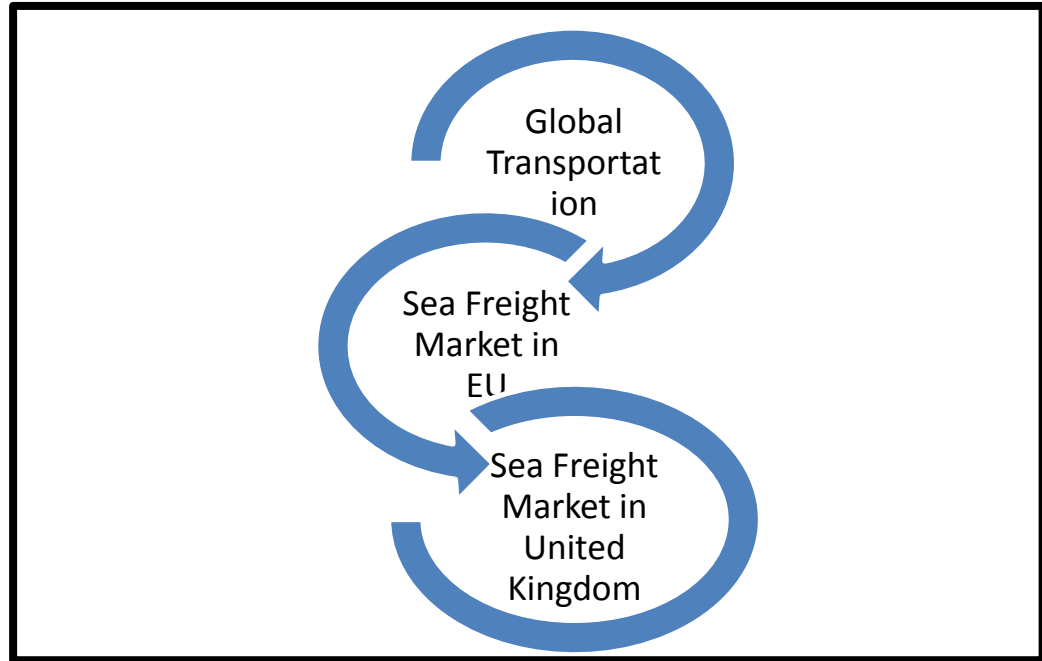 Global
Transportat
ion
Sea Freight
Market in
EU
Sea Freight
Market in
United
Kingdom